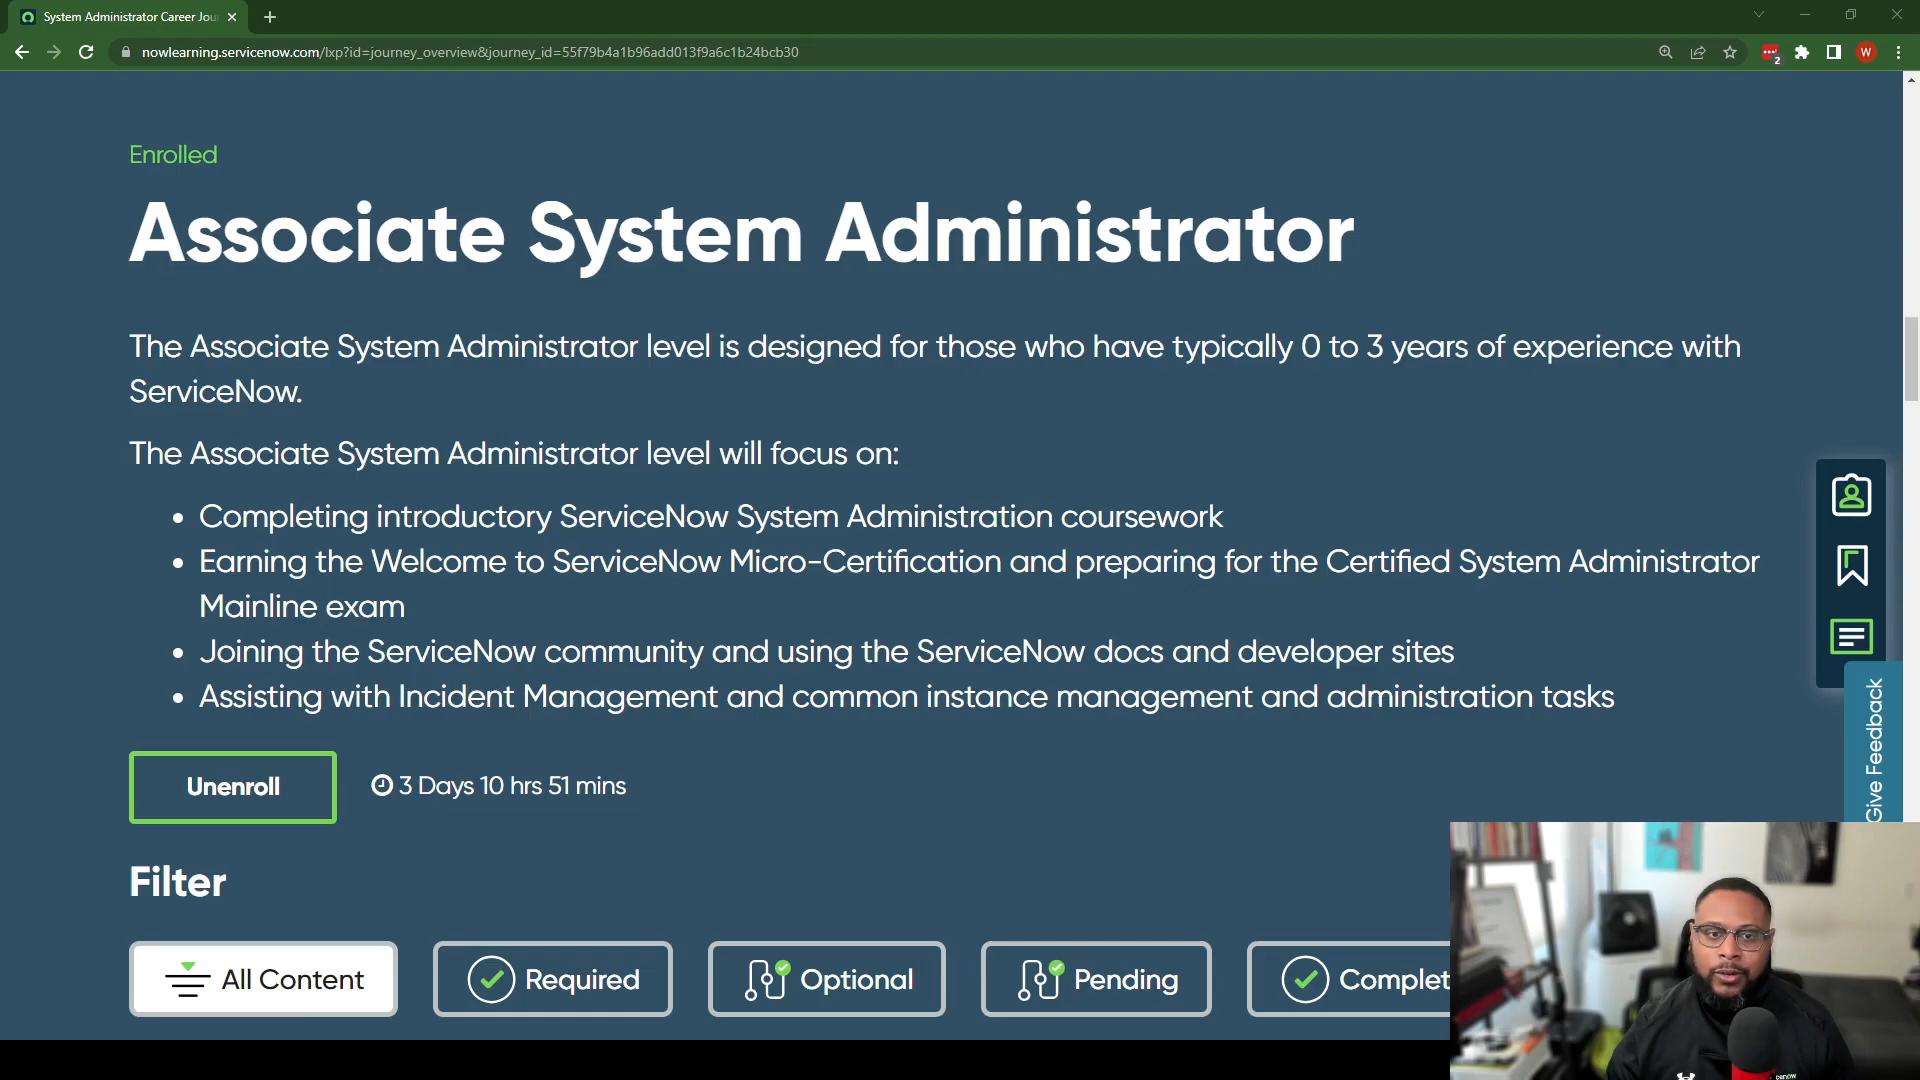 System Administrator Career Jou
nowlearning.servicenow.com/lxp?id=journey_overview&journey_id=55f79b4a1b96add013f9a6c1b24bcb30
2
W
Enrolled
Associate System Administrator
The Associate System Administrator level is designed for those who have typically 0 to 3 years of experience with
ServiceNow.
The Associate System Administrator level will focus on:
• Completing introductory ServiceNow System Administration coursework
• Earning the Welcome to ServiceNow Micro-Certification and preparing for the Certified System Administrator
Mainline exam
• Joining the ServiceNow community and using the ServiceNow docs and developer sites
• Assisting with Incident Management and common instance management and administration tasks
Give Feedback
Unenroll
3 Days 10 hrs 51 mins
Filter
All Content
Required
Optional
Pending
Complet